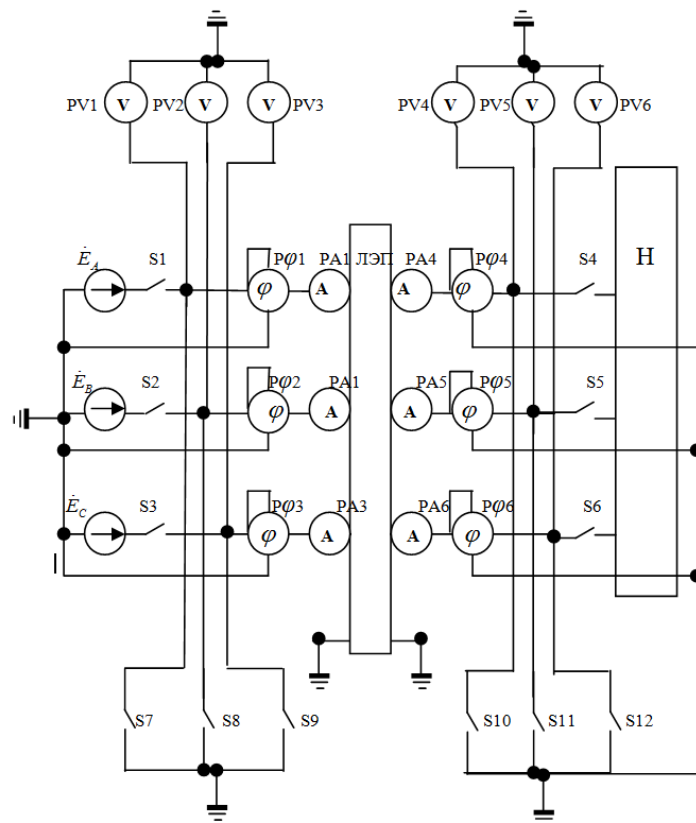 PV1 V PV2 V V PV3 PV4 V PV5 V V PV6
Ė_A S1 Pφ1 PA1 ЛЭП PA4 Pφ4 S4 Н
φ A A φ
Ė_B S2 Pφ2 PA1 PA5 Pφ5 S5
φ A A φ
Ė_C S3 Pφ3 PA3 PA6 Pφ6 S6
φ A A φ
S7 S8 S9 S10 S11 S12